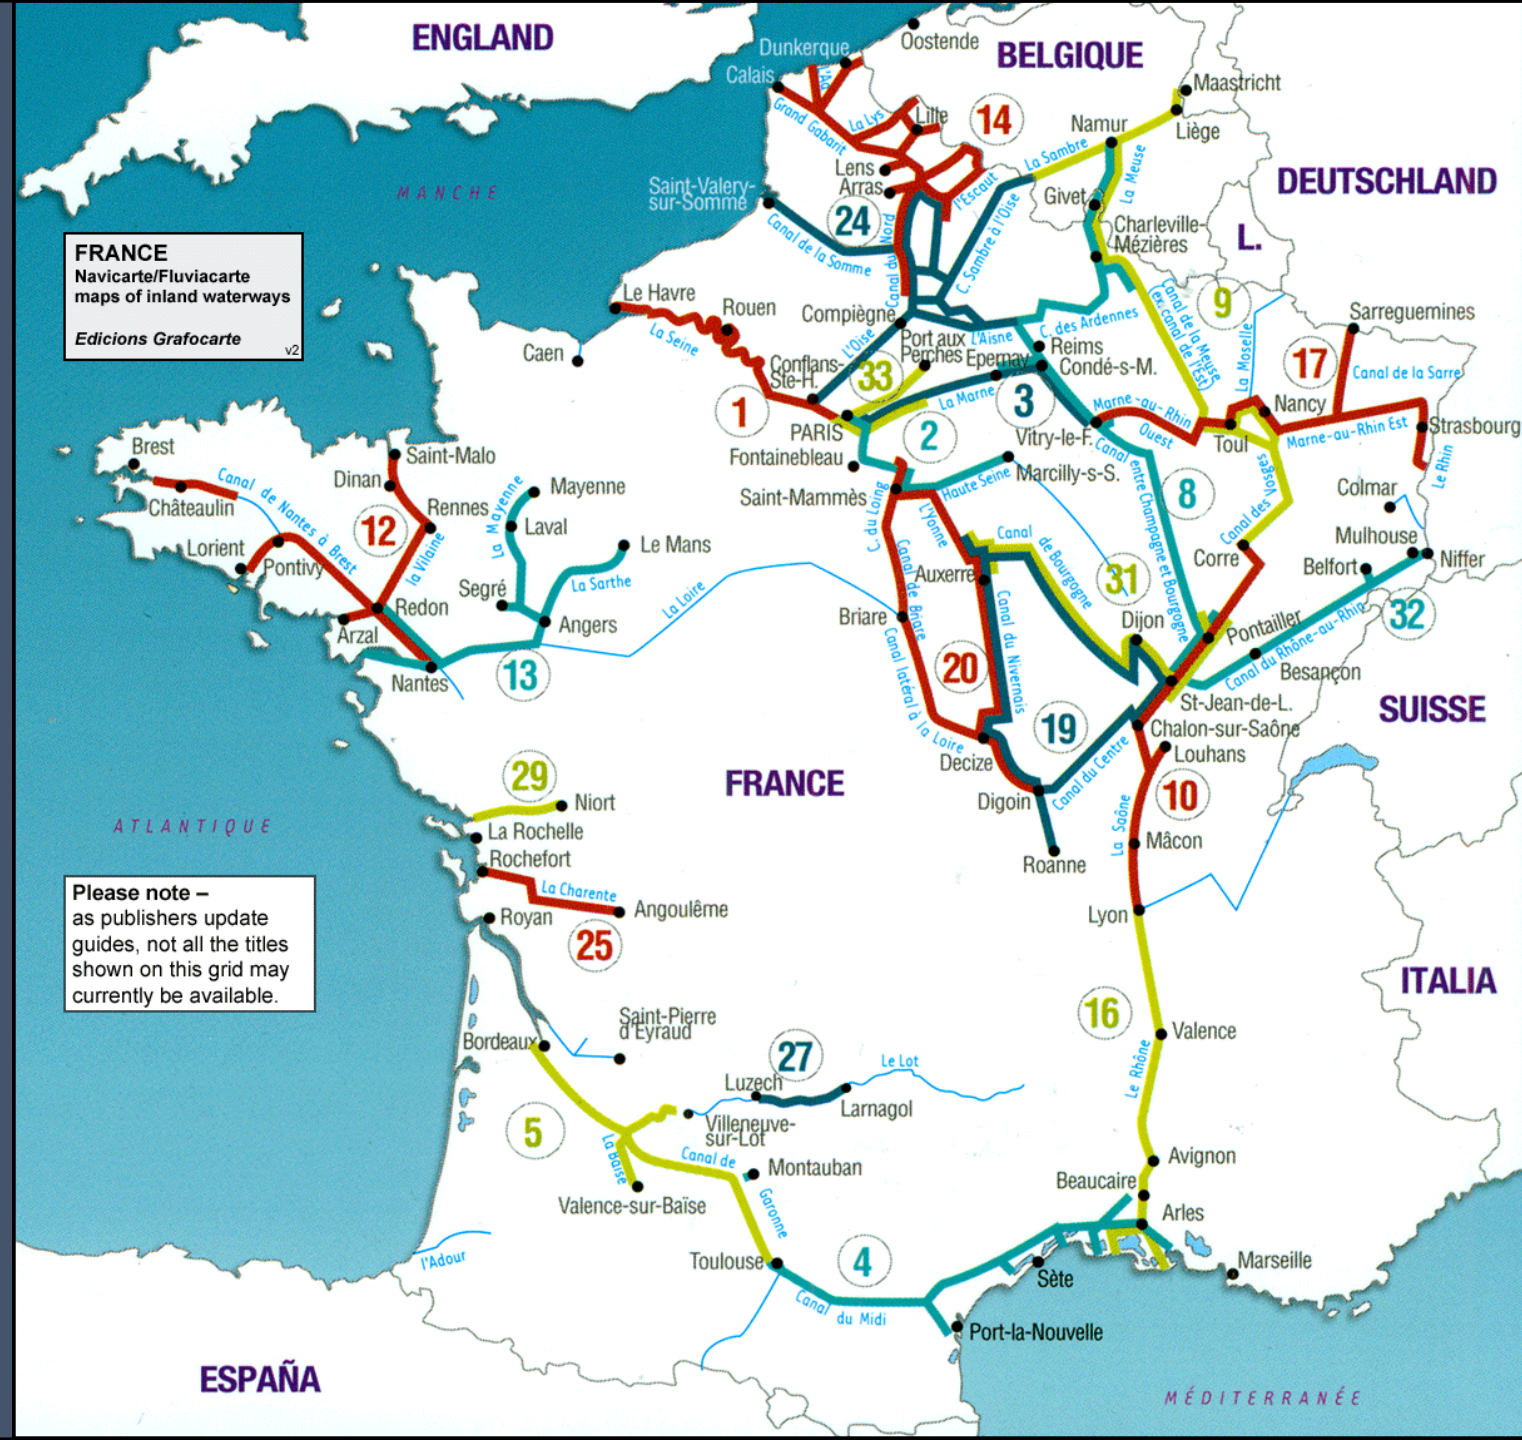 ENGLAND
Oostende
BELGIQUE
Dunkerque
Calais
Maastricht
Grand Gabarit
La Lys
Lille
14
Namur
Liège
La Sambre
La Meuse
DEUTSCHLAND
Lens
Arras
l'Escaut
MANCHE
Saint-Valery-
sur-Somme
24
Canal de la Somme
Canal du Nord
C. Sambre à l'Oise
Givet
Charleville-
Mézières
L.
FRANCE
Navicarte/Fluviacarte
maps of inland waterways
Edicions Grafocarte
v2
Le Havre
Rouen
La Seine
Compiègne
L'Oise
Port aux
Perches
L'Aisne
C. des Ardennes
Canal de la Meuse
(ex canal de l'Est)
9
La Moselle
Sarreguemines
17
Canal de la Sarre
Caen
Conflans-
Ste-H.
33
Epernay
Reims
Condé-s-M.
1
La Marne
3
2
PARIS
Vitry-le-F.
Marne-au-Rhin
Ouest
Toul
Nancy
Marne-au-Rhin Est
Strasbourg
Le Rhin
Fontainebleau
Marcilly-s-S.
Haute Seine
Saint-Mammès
C. du Loing
L'Yonne
Canal entre Champagne et Bourgogne
8
Canal des Vosges
Colmar
Mulhouse
Niffer
Belfort
Corre
Brest
Châteaulin
Canal de Nantes à Brest
Saint-Malo
Dinan
Rennes
12
la Vilaine
Lorient
Pontivy
Redon
Arzal
Mayenne
La Mayenne
Laval
Le Mans
La Sarthe
Segré
Angers
13
Nantes
La Loire
Canal de Bourgogne
31
Auxerre
Dijon
Canal de Briare
Briare
Canal du Nivernais
20
Canal latéral à la Loire
Pontailler
32
Canal du Rhône-au-Rhin
Besançon
St-Jean-de-L.
SUISSE
19
Canal du Centre
Chalon-sur-Saône
Louhans
Decize
Digoin
10
La Saône
Roanne
Mâcon
Lyon
FRANCE
29
Niort
La Rochelle
Rochefort
La Charente
Angoulême
25
Royan
ATLANTIQUE
Please note –
as publishers update
guides, not all the titles
shown on this grid may
currently be available.
ITALIA
Saint-Pierre
d'Eyraud
Bordeaux
27
Luzech
Le Lot
Larnagol
Villeneuve-
sur-Lot
5
La Baïse
Valence-sur-Baïse
Canal de
Garonne
Montauban
16
Valence
Le Rhône
Avignon
Beaucaire
Arles
Marseille
l'Adour
Toulouse
4
Canal du Midi
Sète
Port-la-Nouvelle
ESPAÑA
MÉDITERRANÉE